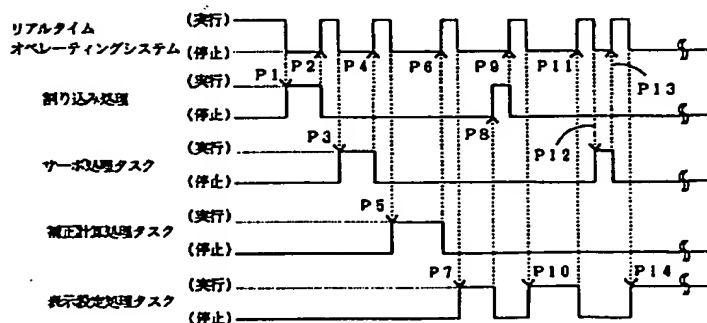 リアルタイム
オペレーティングシステム
(実行)
(停止)
P2 P4 P6 P9 P11
P1
割り込み処理
(実行)
(停止)
P13
P3
P8
P12
サーボ処理タスク
(実行)
(停止)
P5
補正計算処理タスク
(実行)
(停止)
P7 P10 P14
表示設定処理タスク
(実行)
(停止)